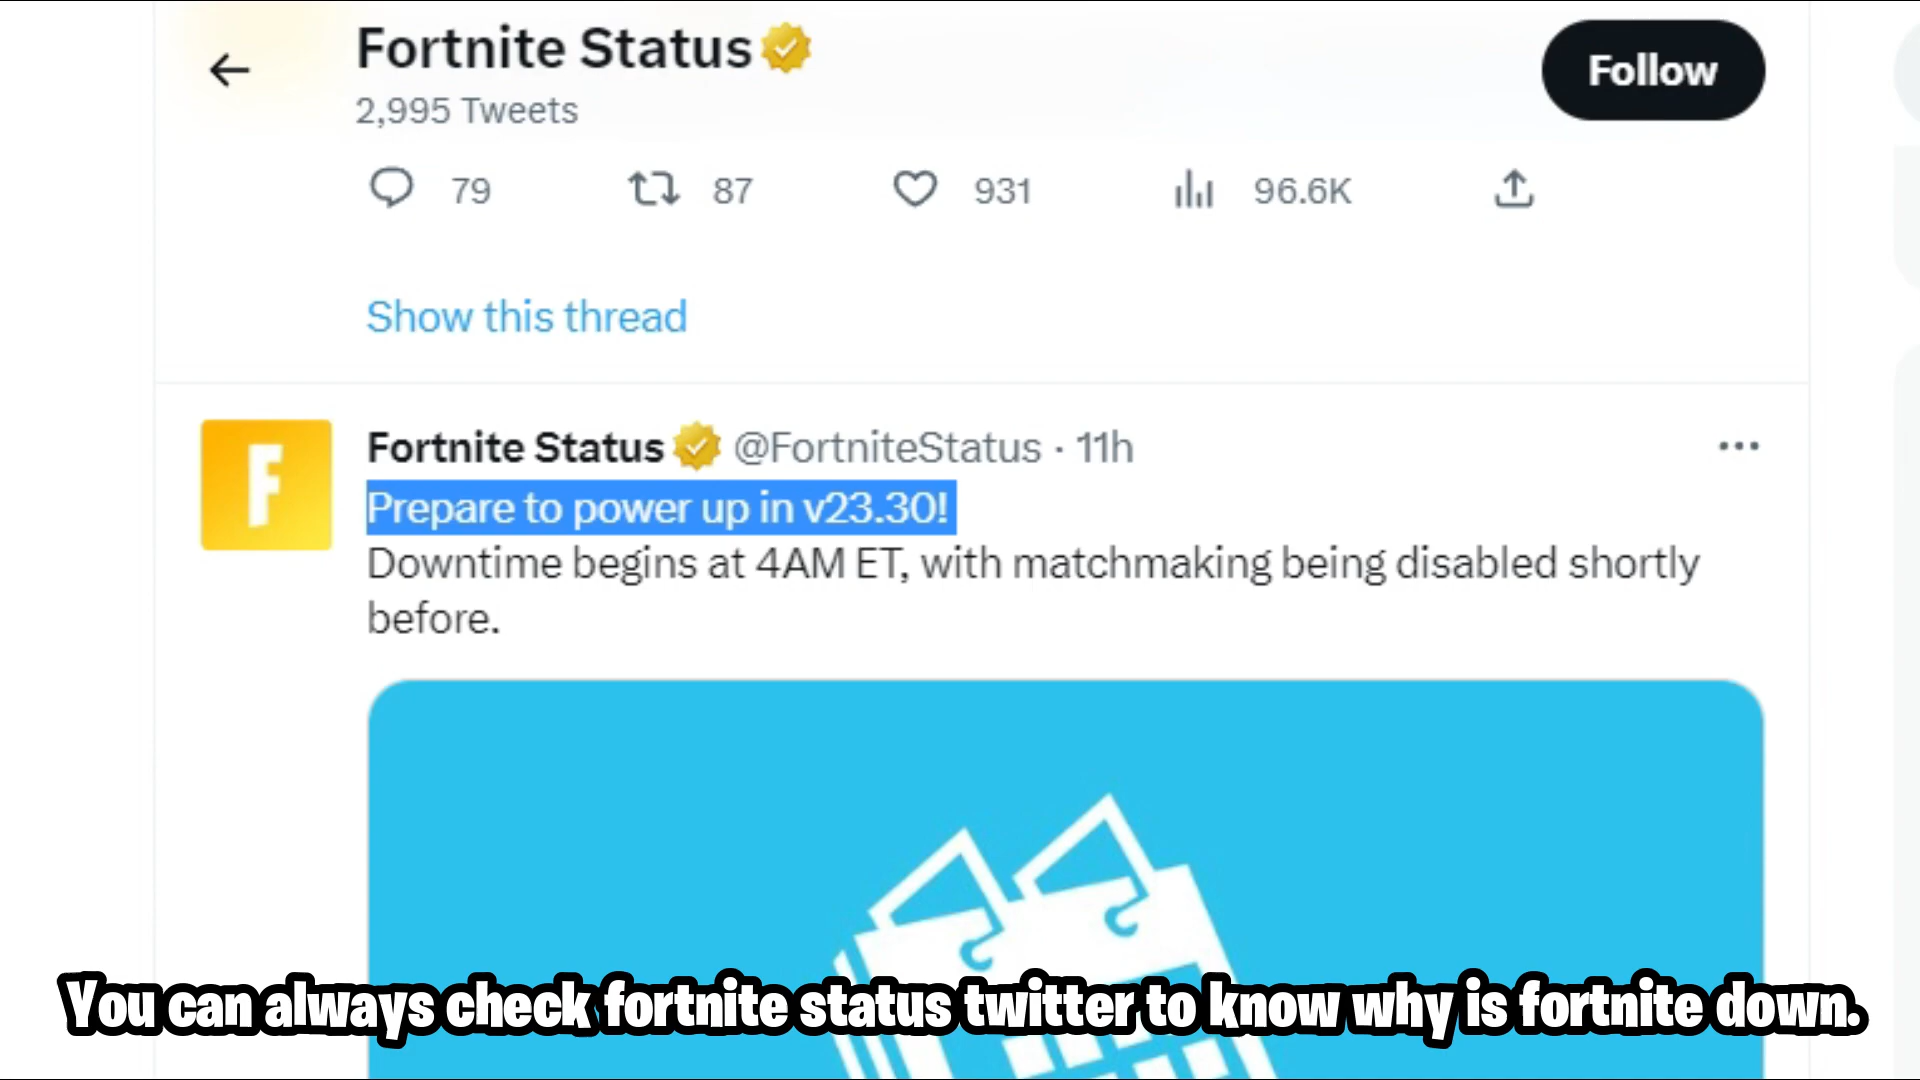 Fortnite Status
2,995 Tweets
Follow
79 87 931 96.6K
Show this thread
F
Fortnite Status @FortniteStatus · 11h
Prepare to power up in v23.30!
Downtime begins at 4AM ET, with matchmaking being disabled shortly
before.
You can always check fortnite status twitter to know why is fortnite down.